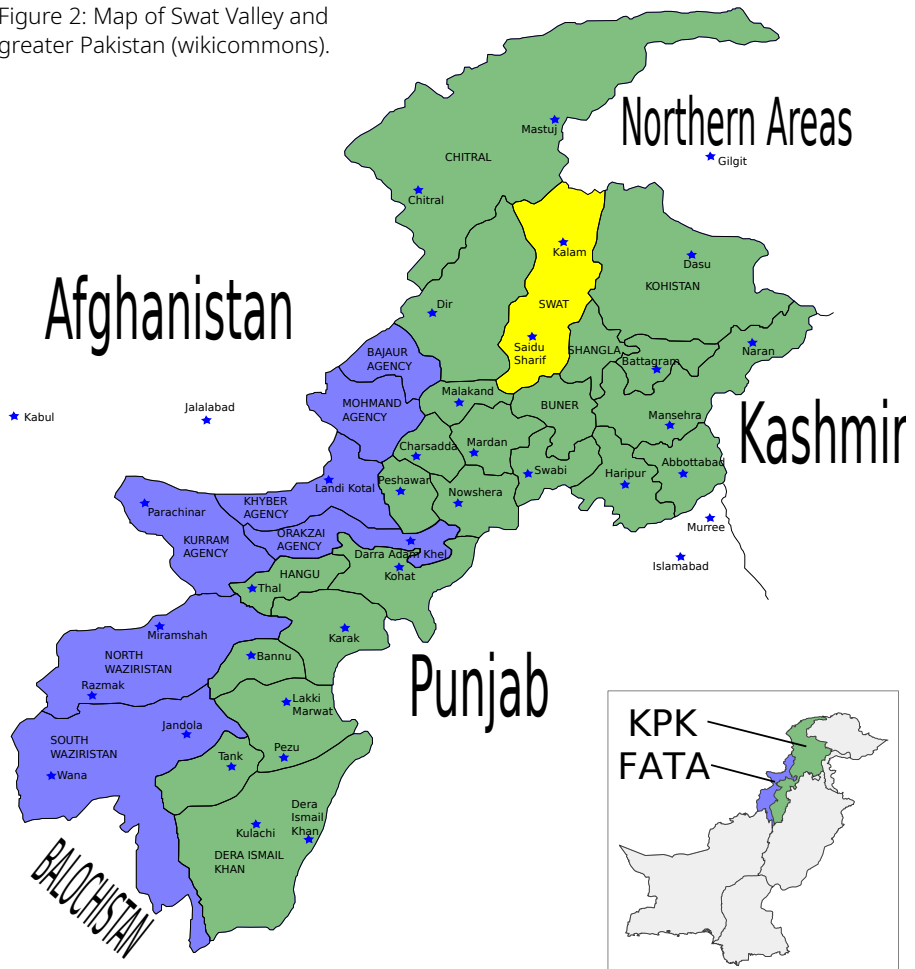 Figure 2: Map of Swat Valley and
greater Pakistan (wikicommons).
Northern Areas
Mastuj
CHITRAL
Gilgit
Chitral
Kalam
Dasu
KOHISTAN
Afghanistan
Dir
SWAT
Saidu
Sharif
SHANGLA
Naran
BAJAUR
AGENCY
Battagram
Kabul
Jalalabad
MOHMAND
AGENCY
Malakand
BUNER
Mansehra
Kashmir
Charsadda
Mardan
Swabi
Haripur
Abbottabad
Parachinar
KHYBER
AGENCY
Landi Kotal
Peshawar
Nowshera
Murree
KURRAM
AGENCY
ORAKZAI
AGENCY
Darra Adam Khel
Kohat
Islamabad
HANGU
Thal
Miramshah
Karak
NORTH
WAZIRISTAN
Bannu
Punjab
Razmak
Lakki
Marwat
Jandola
SOUTH
WAZIRISTAN
Pezu
Tank
Wana
KPK
FATA
Dera
Ismail
Khan
Kulachi
DERA ISMAIL
KHAN
BALOCHISTAN